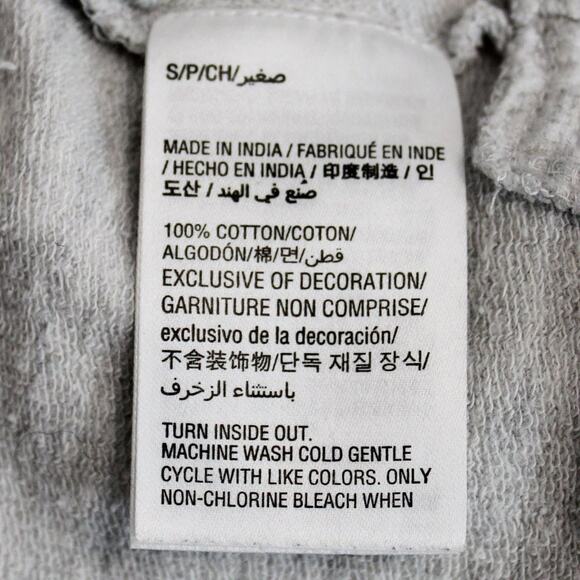 S/P/CH/صغير
MADE IN INDIA / FABRIQUÉ EN INDE
/ HECHO EN INDIA / 印度制造 / 인
도산 / صُنع في الهند
100% COTTON/COTON/
ALGODÓN/棉/면/قطن
EXCLUSIVE OF DECORATION/
GARNITURE NON COMPRISE/
exclusivo de la decoración/
不含装饰物/단독 재질 장식/
باستثناء الزخرف
TURN INSIDE OUT.
MACHINE WASH COLD GENTLE
CYCLE WITH LIKE COLORS. ONLY
NON-CHLORINE BLEACH WHEN